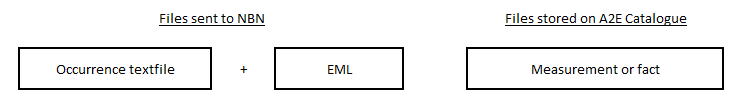 Files sent to NBN
Files stored on A2E Catalogue
Occurrence textfile + EML
Measurement or fact